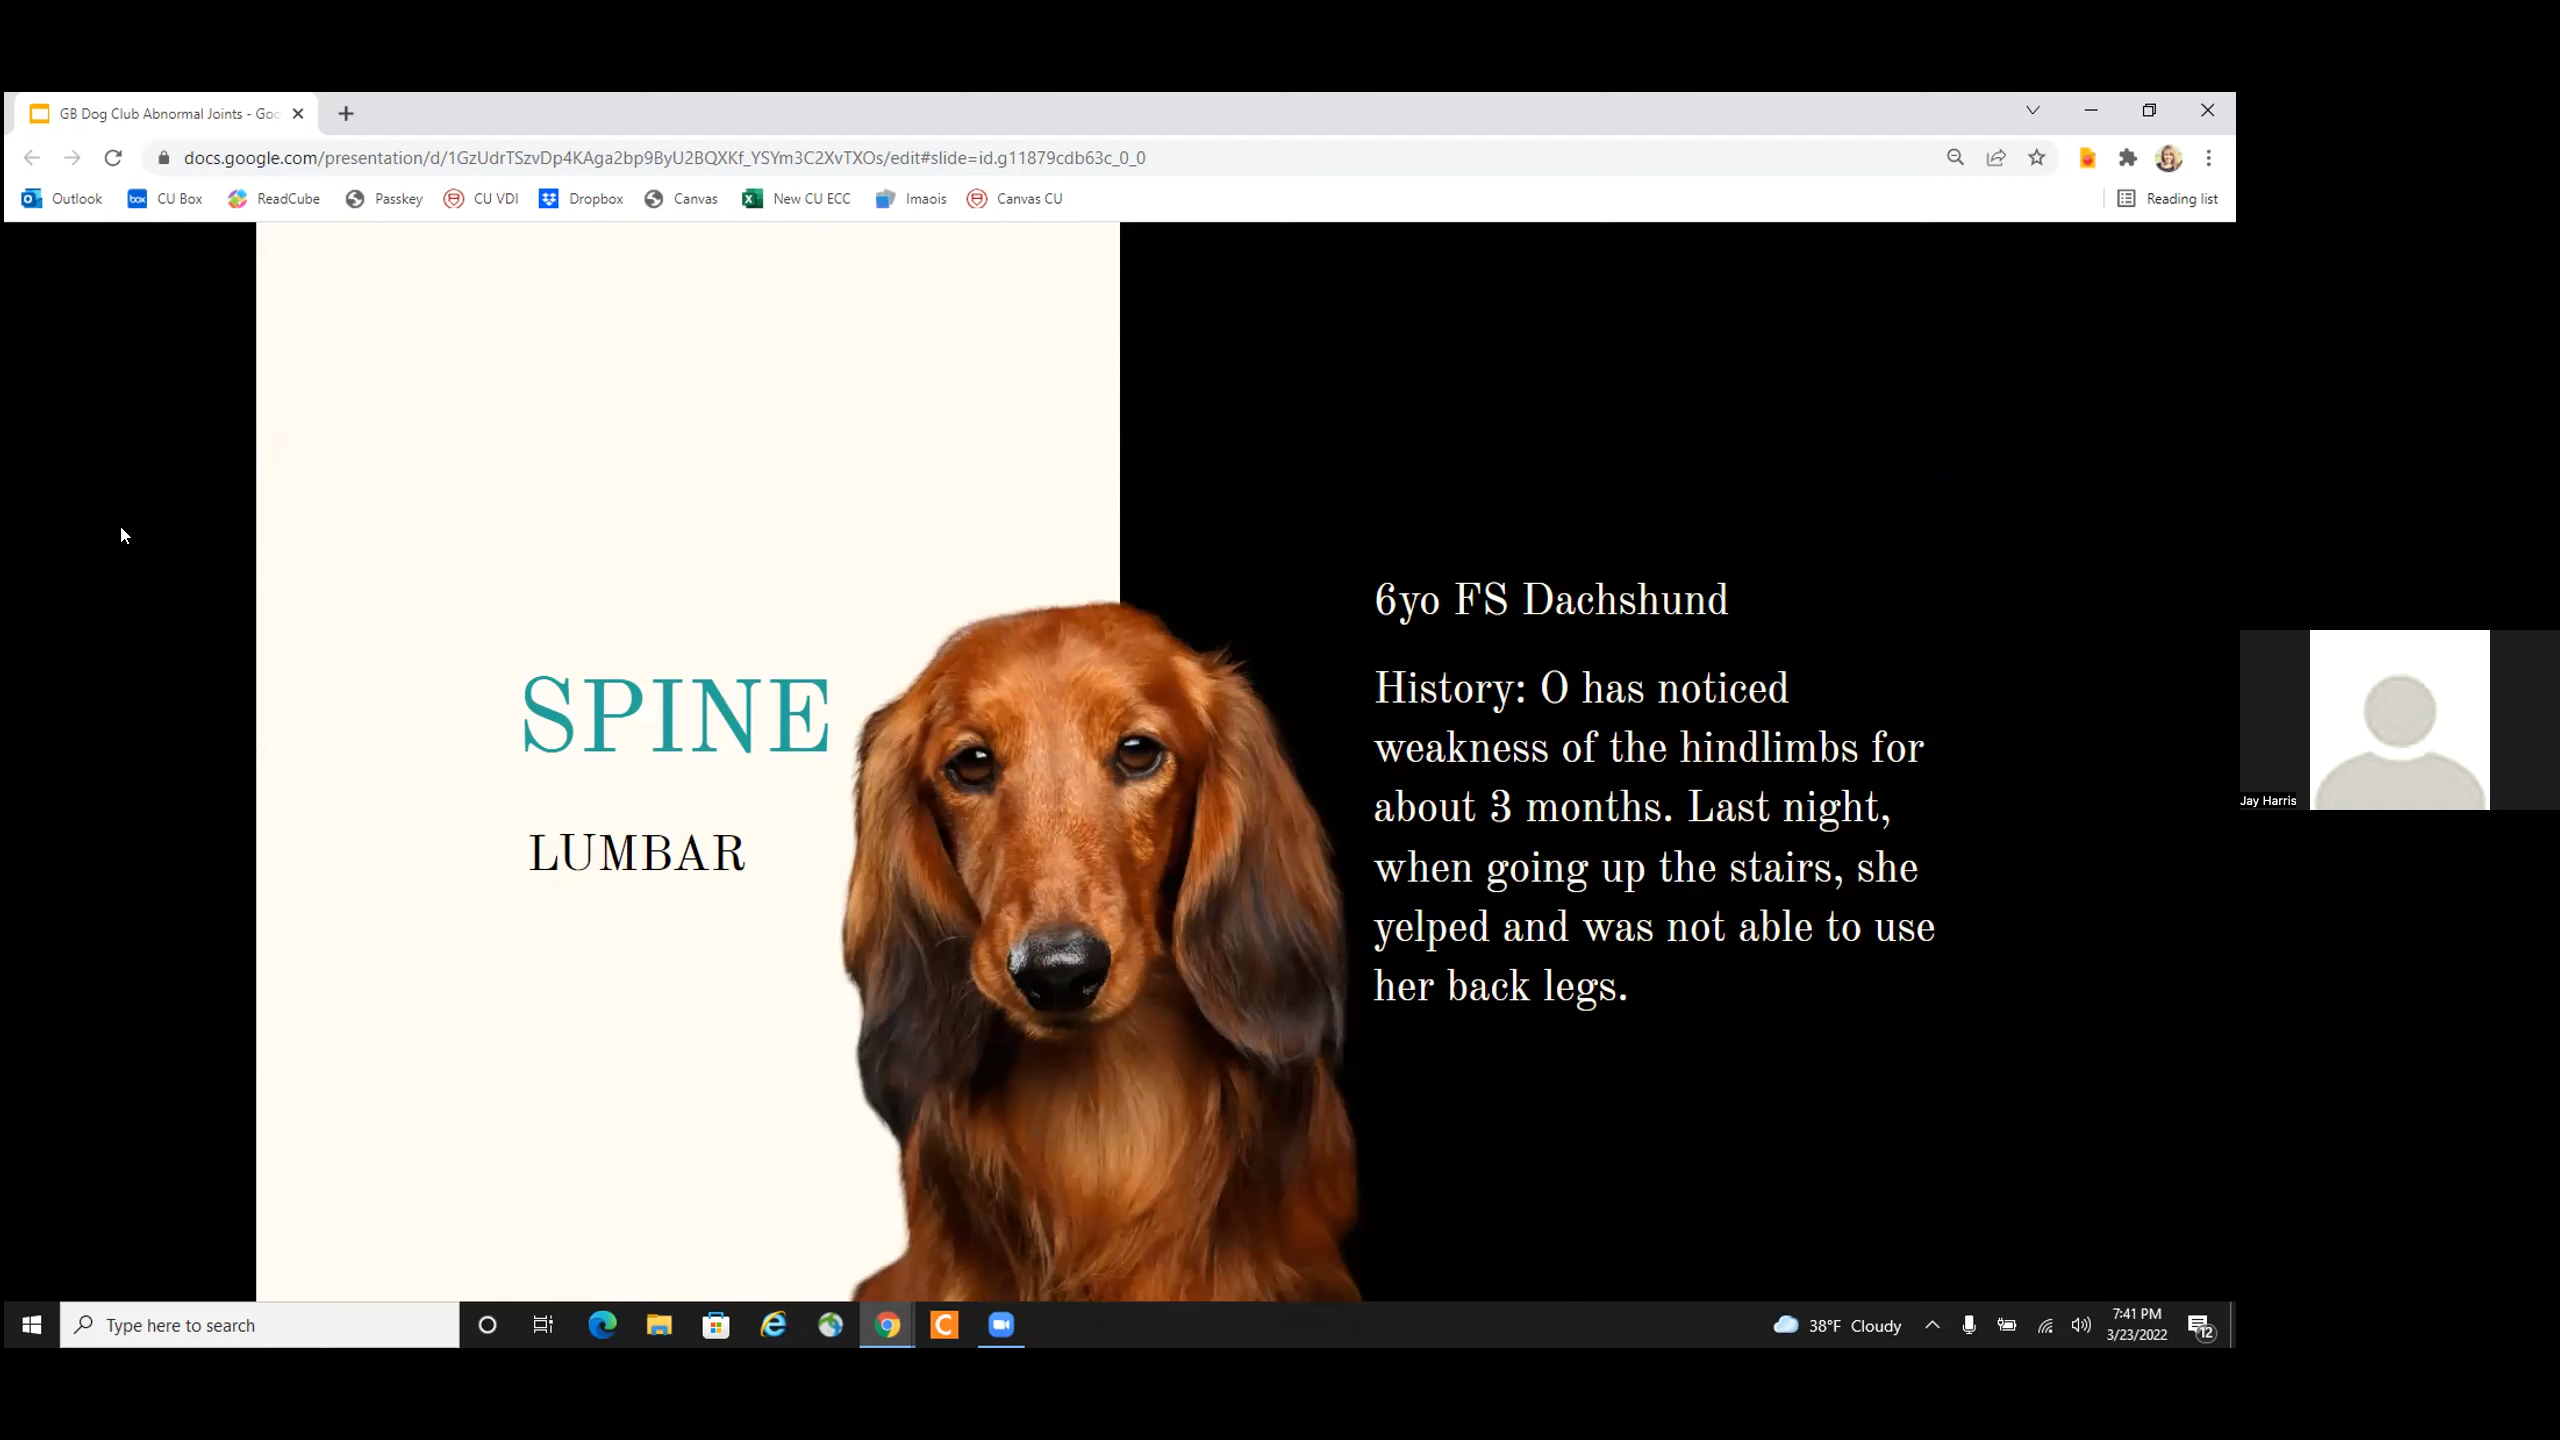 GB Dog Club Abnormal Joints - Goo
docs.google.com/presentation/d/1GzUdrTSzvDp4KAga2bp9ByU2BQXKf_YSYm3C2XvTXOs/edit#slide=id.g11879cdb63c_0_0
Outlook CU Box ReadCube Passkey CU VDI Dropbox Canvas New CU ECC Imaois Canvas CU Reading list
SPINE
LUMBAR
6yo FS Dachshund
History: O has noticed
weakness of the hindlimbs for
about 3 months. Last night,
when going up the stairs, she
yelped and was not able to use
her back legs.
Jay Harris
Type here to search
38°F Cloudy
7:41 PM
3/23/2022
12